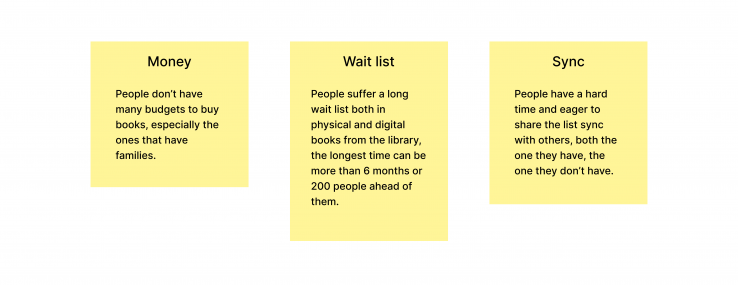 Money
People don't have
many budgets to buy
books, especially the
ones that have
families.
Wait list
People suffer a long
wait list both in
physical and digital
books from the library,
the longest time can be
more than 6 months or
200 people ahead of
them.
Sync
People have a hard
time and eager to
share the list sync
with others, both the
one they have, the
one they don't have.